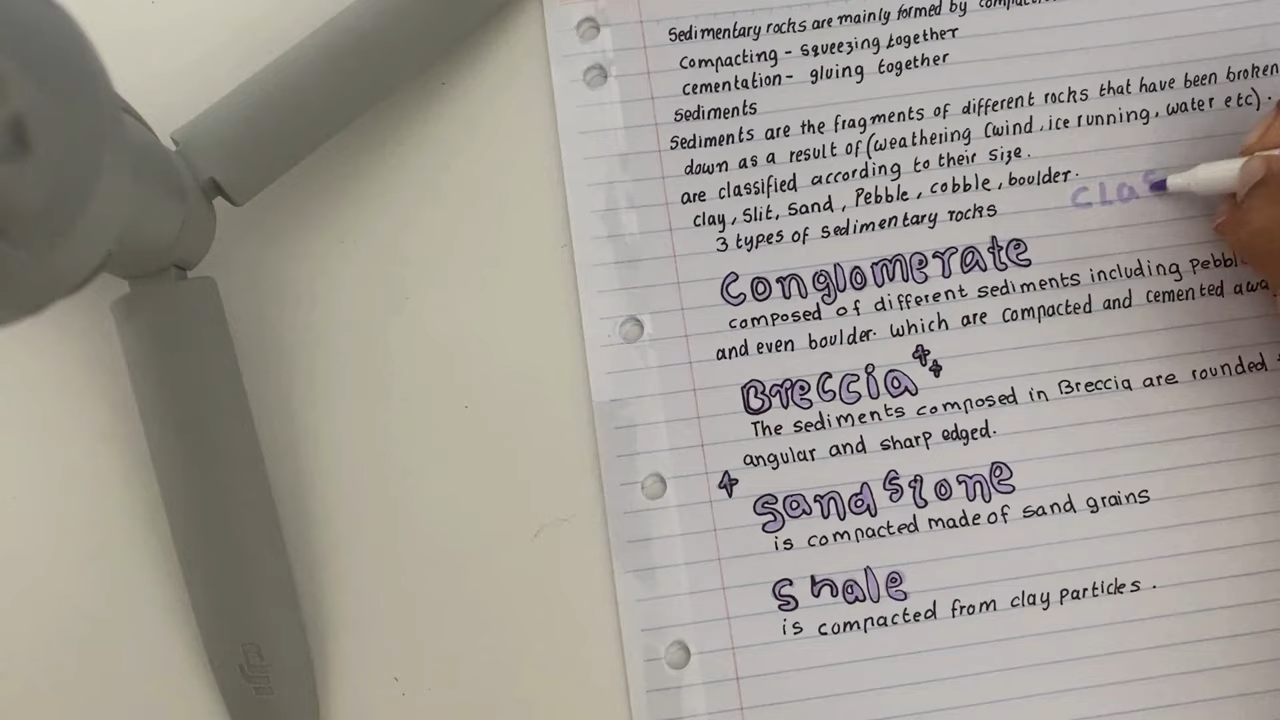 Sedimentary rocks are mainly formed by
compacting - squeezing together
cementation - gluing together
sediments
Sediments are the fragments of different rocks that have been broken
down as a result of (weathering (wind, ice running, water etc).
are classified according to their size.
clay, slit, sand, Pebble, cobble, boulder.
clas
3 types of sedimentary rocks
Conglomerate
composed of different sediments including Pebbl
and even boulder. which are compacted and cemented awa
Breccia
The sediments composed in Breccia are rounded
angular and sharp edged.
Sandstone
is compacted made of sand grains
Shale
is compacted from clay particles.
dji